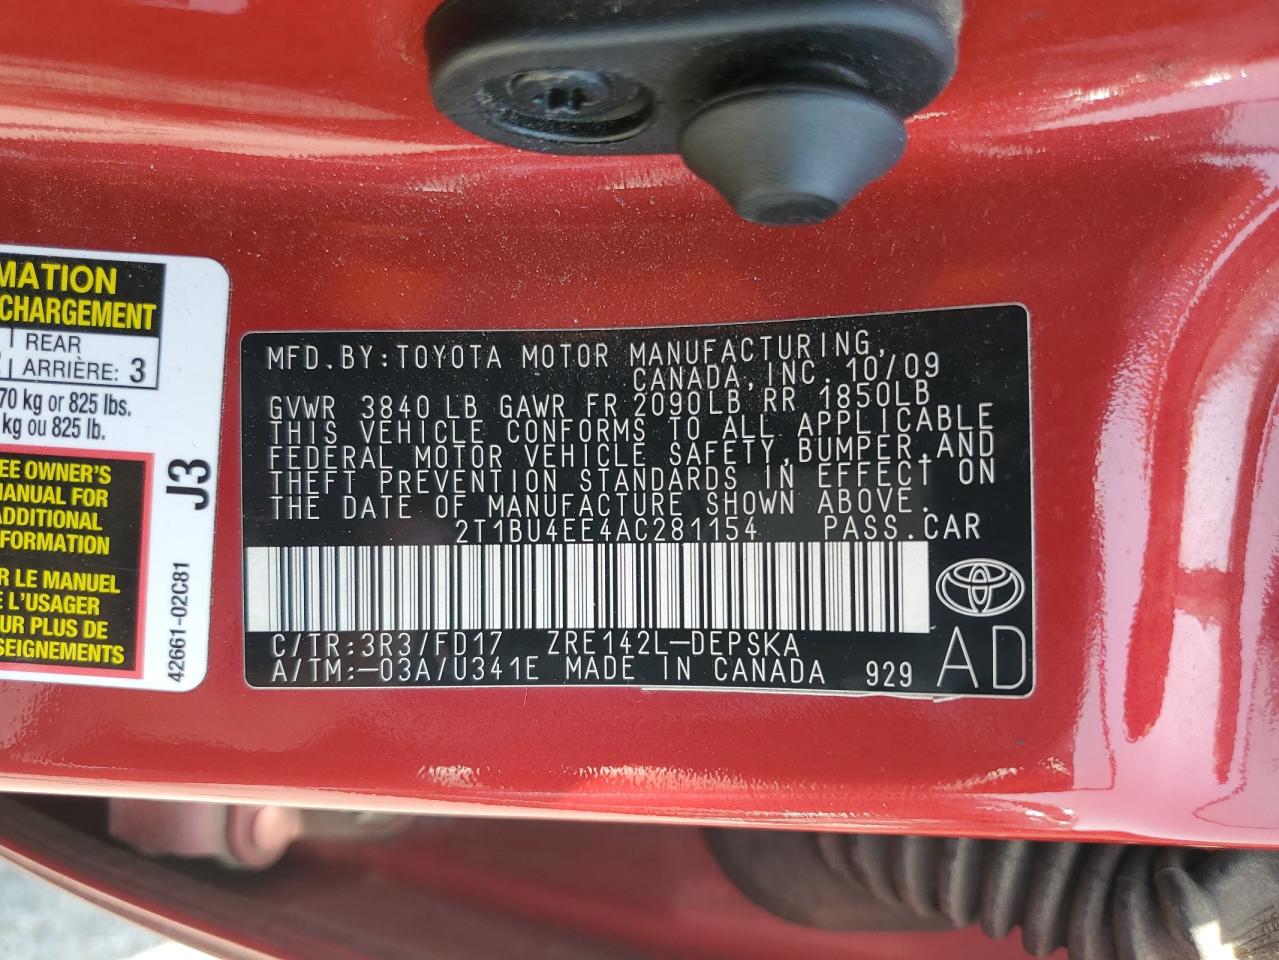 MATION
CHARGEMENT
REAR
ARRIÈRE: 3
70 kg or 825 lbs.
kg ou 825 lb.
EE OWNER'S
MANUAL FOR
ADDITIONAL
FORMATION
R LE MANUEL
E L'USAGER
UR PLUS DE
SEIGNEMENTS
J3
42661-02C81
MFD.BY:TOYOTA MOTOR MANUFACTURING,
CANADA,INC. 10/09
GVWR 3840 LB GAWR FR 2090LB RR 1850LB
THIS VEHICLE CONFORMS TO ALL APPLICABLE
FEDERAL MOTOR VEHICLE SAFETY,BUMPER,AND
THEFT PREVENTION STANDARDS IN EFFECT ON
THE DATE OF MANUFACTURE SHOWN ABOVE.
2T1BU4EE4AC281154 PASS.CAR
C/TR:3R3/FD17 ZRE142L-DEPSKA
A/TM:-03A/U341E MADE IN CANADA 929
AD